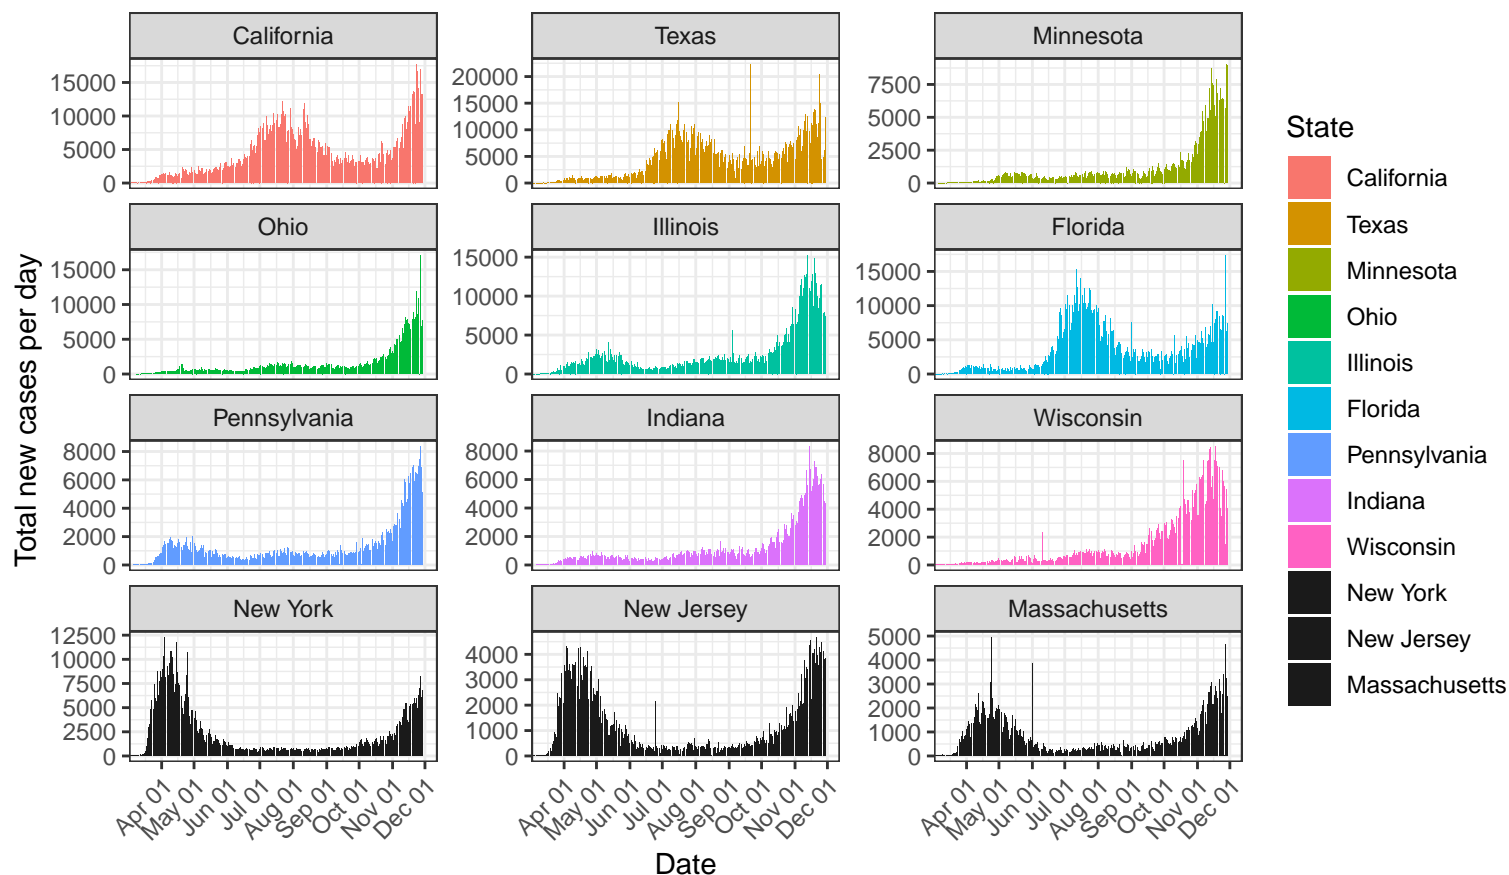 California
Texas
Minnesota
15000
10000
5000
0
20000
15000
10000
5000
0
7500
5000
2500
0
Ohio
Illinois
Florida
15000
10000
5000
0
15000
10000
5000
0
15000
10000
5000
0
Pennsylvania
Indiana
Wisconsin
8000
6000
4000
2000
0
8000
6000
4000
2000
0
8000
6000
4000
2000
0
New York
New Jersey
Massachusetts
12500
10000
7500
5000
2500
0
4000
3000
2000
1000
0
5000
4000
3000
2000
1000
0
Apr 01
May 01
Jun 01
Jul 01
Aug 01
Sep 01
Oct 01
Nov 01
Dec 01
Apr 01
May 01
Jun 01
Jul 01
Aug 01
Sep 01
Oct 01
Nov 01
Dec 01
Apr 01
May 01
Jun 01
Jul 01
Aug 01
Sep 01
Oct 01
Nov 01
Dec 01
Date
Total new cases per day
State
California
Texas
Minnesota
Ohio
Illinois
Florida
Pennsylvania
Indiana
Wisconsin
New York
New Jersey
Massachusetts